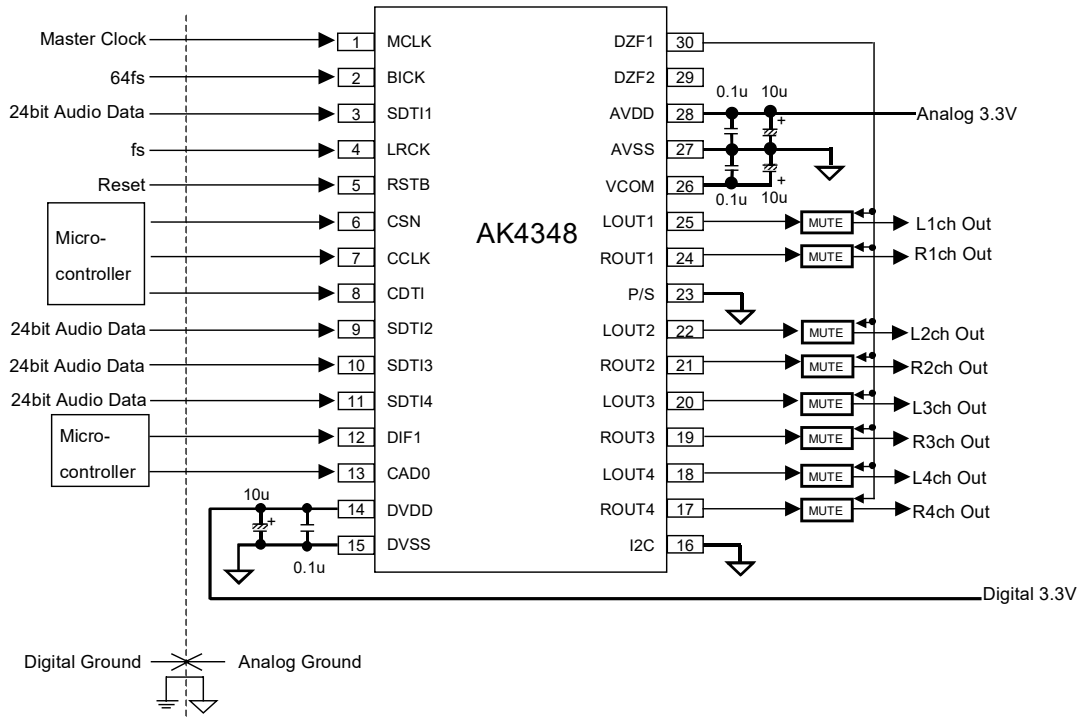 Master Clock 1 MCLK
64fs 2 BICK
24bit Audio Data 3 SDTI1
fs 4 LRCK
Reset 5 RSTB
Micro-
controller
6 CSN
7 CCLK
8 CDTI
24bit Audio Data 9 SDTI2
24bit Audio Data 10 SDTI3
24bit Audio Data 11 SDTI4
Micro-
controller
12 DIF1
13 CAD0
10u
14 DVDD
15 DVSS
0.1u
AK4348
DZF1 30
DZF2 29
0.1u 10u
AVDD 28 + Analog 3.3V
AVSS 27
VCOM 26 +
0.1u 10u
LOUT1 25 MUTE L1ch Out
ROUT1 24 MUTE R1ch Out
P/S 23
LOUT2 22 MUTE L2ch Out
ROUT2 21 MUTE R2ch Out
LOUT3 20 MUTE L3ch Out
ROUT3 19 MUTE R3ch Out
LOUT4 18 MUTE L4ch Out
ROUT4 17 MUTE R4ch Out
I2C 16
+
Digital 3.3V
Digital Ground Analog Ground